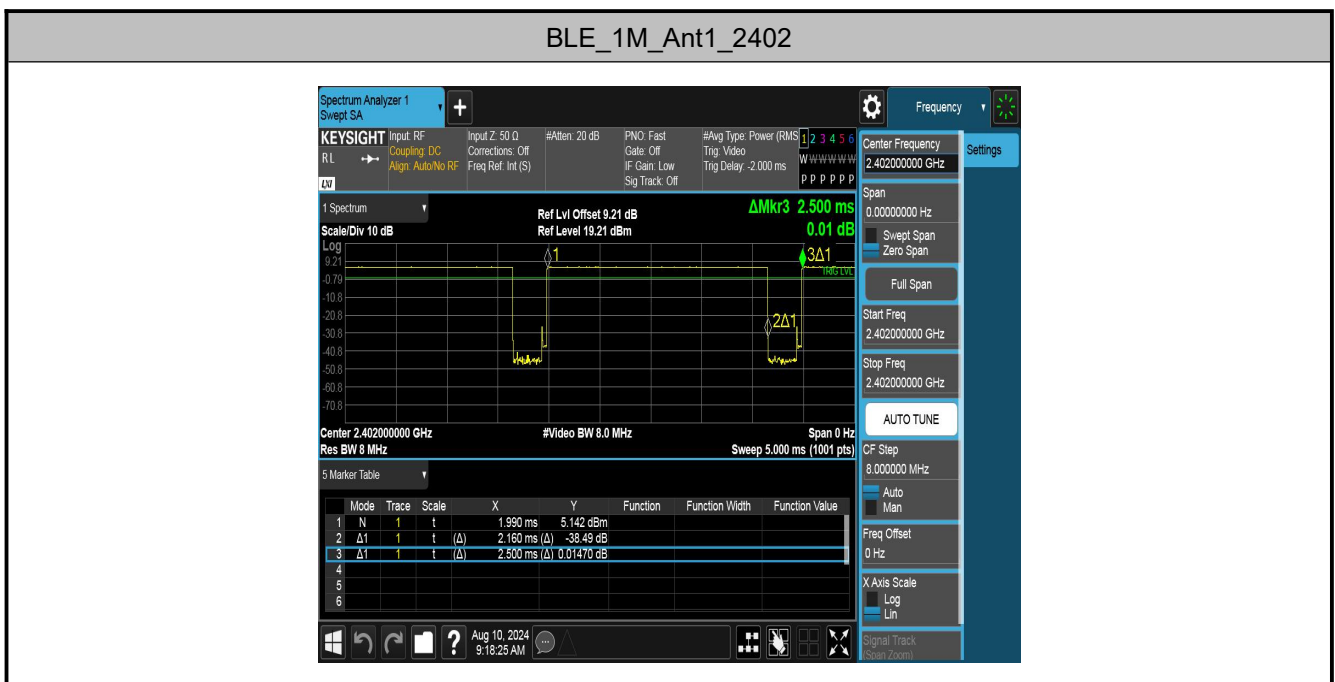 BLE_1M_Ant1_2402
Spectrum Analyzer 1
Swept SA
+
Frequency
KEYSIGHT
RL
LXI
Input: RF
Coupling: DC
Align: Auto/No RF
Input Z: 50 Ω
Corrections: Off
Freq Ref: Int (S)
#Atten: 20 dB
PNO: Fast
Gate: Off
IF Gain: Low
Sig Track: Off
#Avg Type: Power (RMS
Trig: Video
Trig Delay: -2.000 ms
1 2 3 4 5 6
W W W W W W
P P P P P P
Center Frequency
2.402000000 GHz
Settings
Span
0.00000000 Hz
Swept Span
Zero Span
Full Span
Start Freq
2.402000000 GHz
Stop Freq
2.402000000 GHz
AUTO TUNE
CF Step
8.000000 MHz
Auto
Man
Freq Offset
0 Hz
X Axis Scale
Log
Lin
Signal Track
(Span Zoom)
1 Spectrum
Scale/Div 10 dB
Ref Lvl Offset 9.21 dB
Ref Level 19.21 dBm
ΔMkr3 2.500 ms
0.01 dB
Log
9.21
-0.79
-10.8
-20.8
-30.8
-40.8
-50.8
-60.8
-70.8
1
3Δ1
TRIG LVL
2Δ1
Center 2.402000000 GHz
#Video BW 8.0 MHz
Span 0 Hz
Res BW 8 MHz
Sweep 5.000 ms (1001 pts)
5 Marker Table
Mode Trace Scale X Y Function Function Width Function Value
1 N 1 t 1.990 ms 5.142 dBm
2 Δ1 1 t (Δ) 2.160 ms (Δ) -38.49 dB
3 Δ1 1 t (Δ) 2.500 ms (Δ) 0.01470 dB
4
5
6
?
Aug 10, 2024
9:18:25 AM